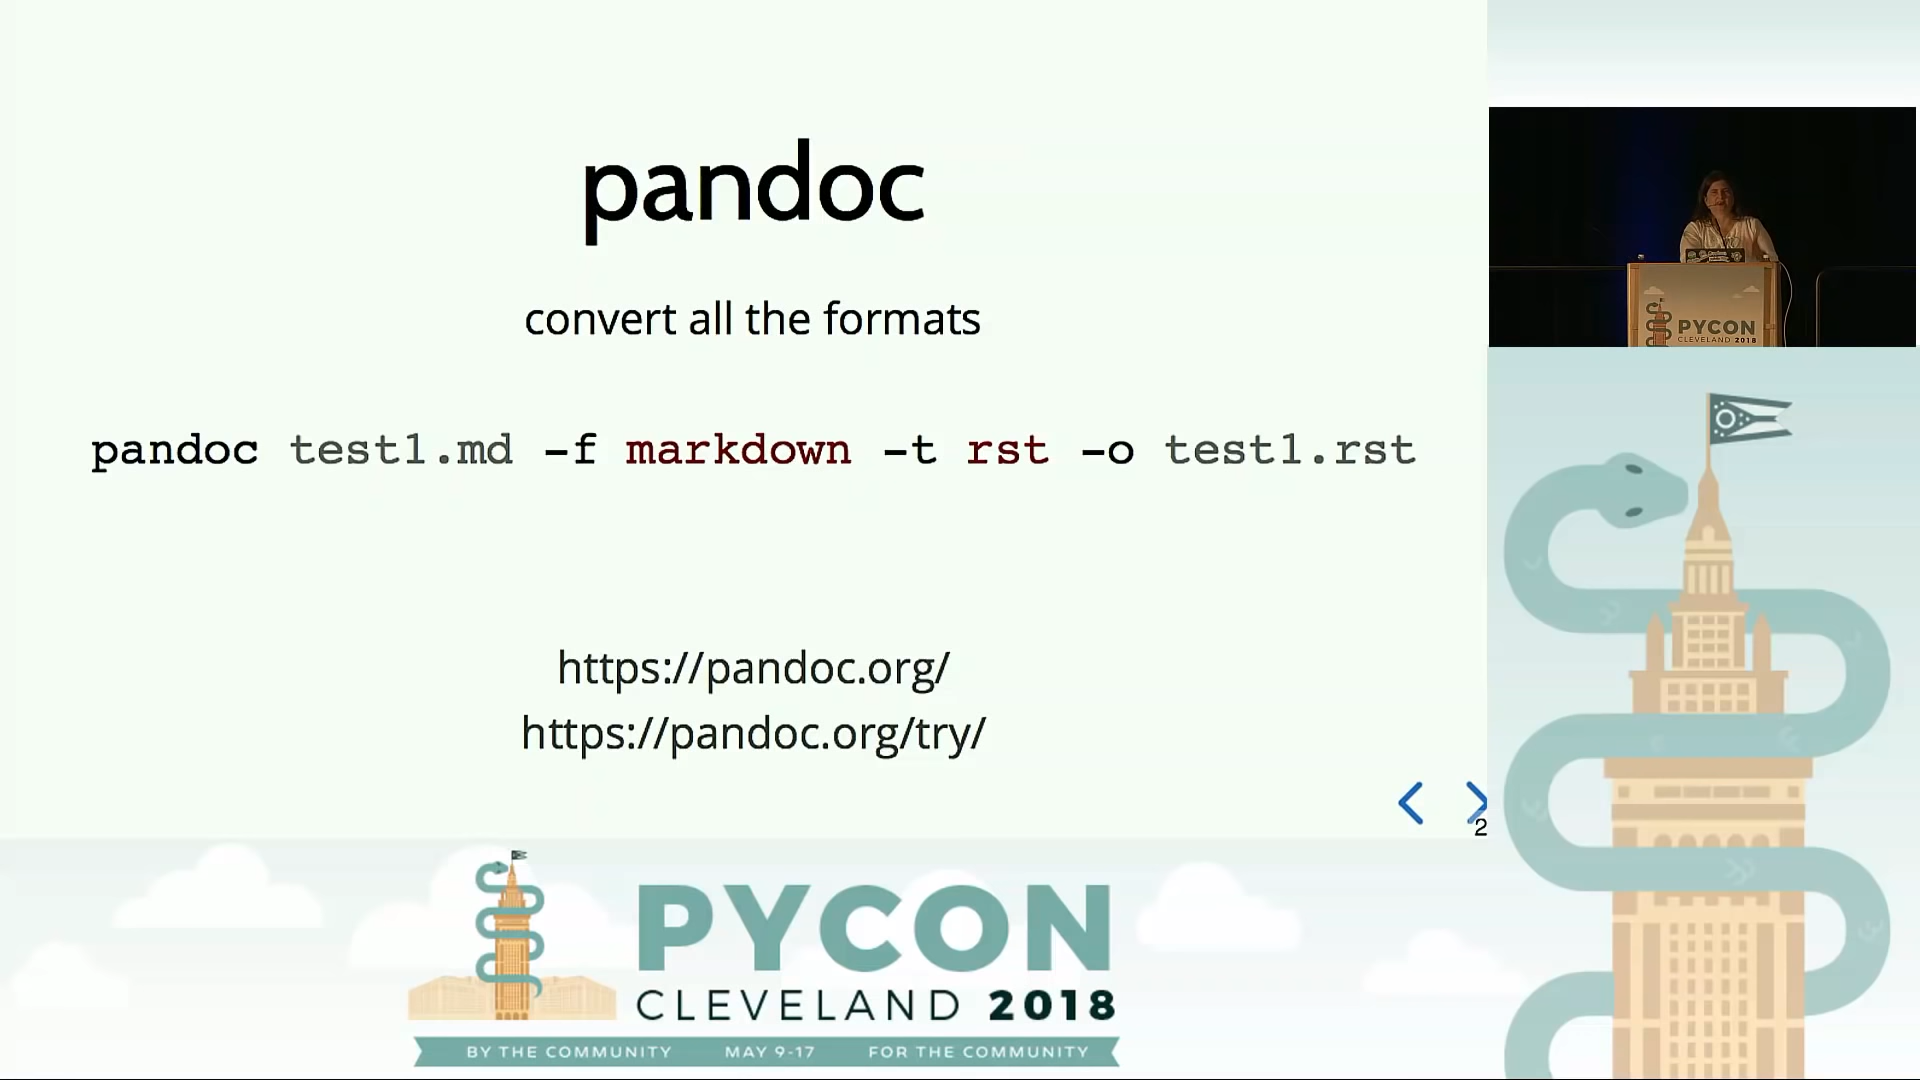 pandoc
convert all the formats
pandoc test1.md -f markdown -t rst -o test1.rst
https://pandoc.org/
https://pandoc.org/try/
2
PYCON
CLEVELAND 2018
PYCON
CLEVELAND 2018
BY THE COMMUNITY MAY 9-17 FOR THE COMMUNITY